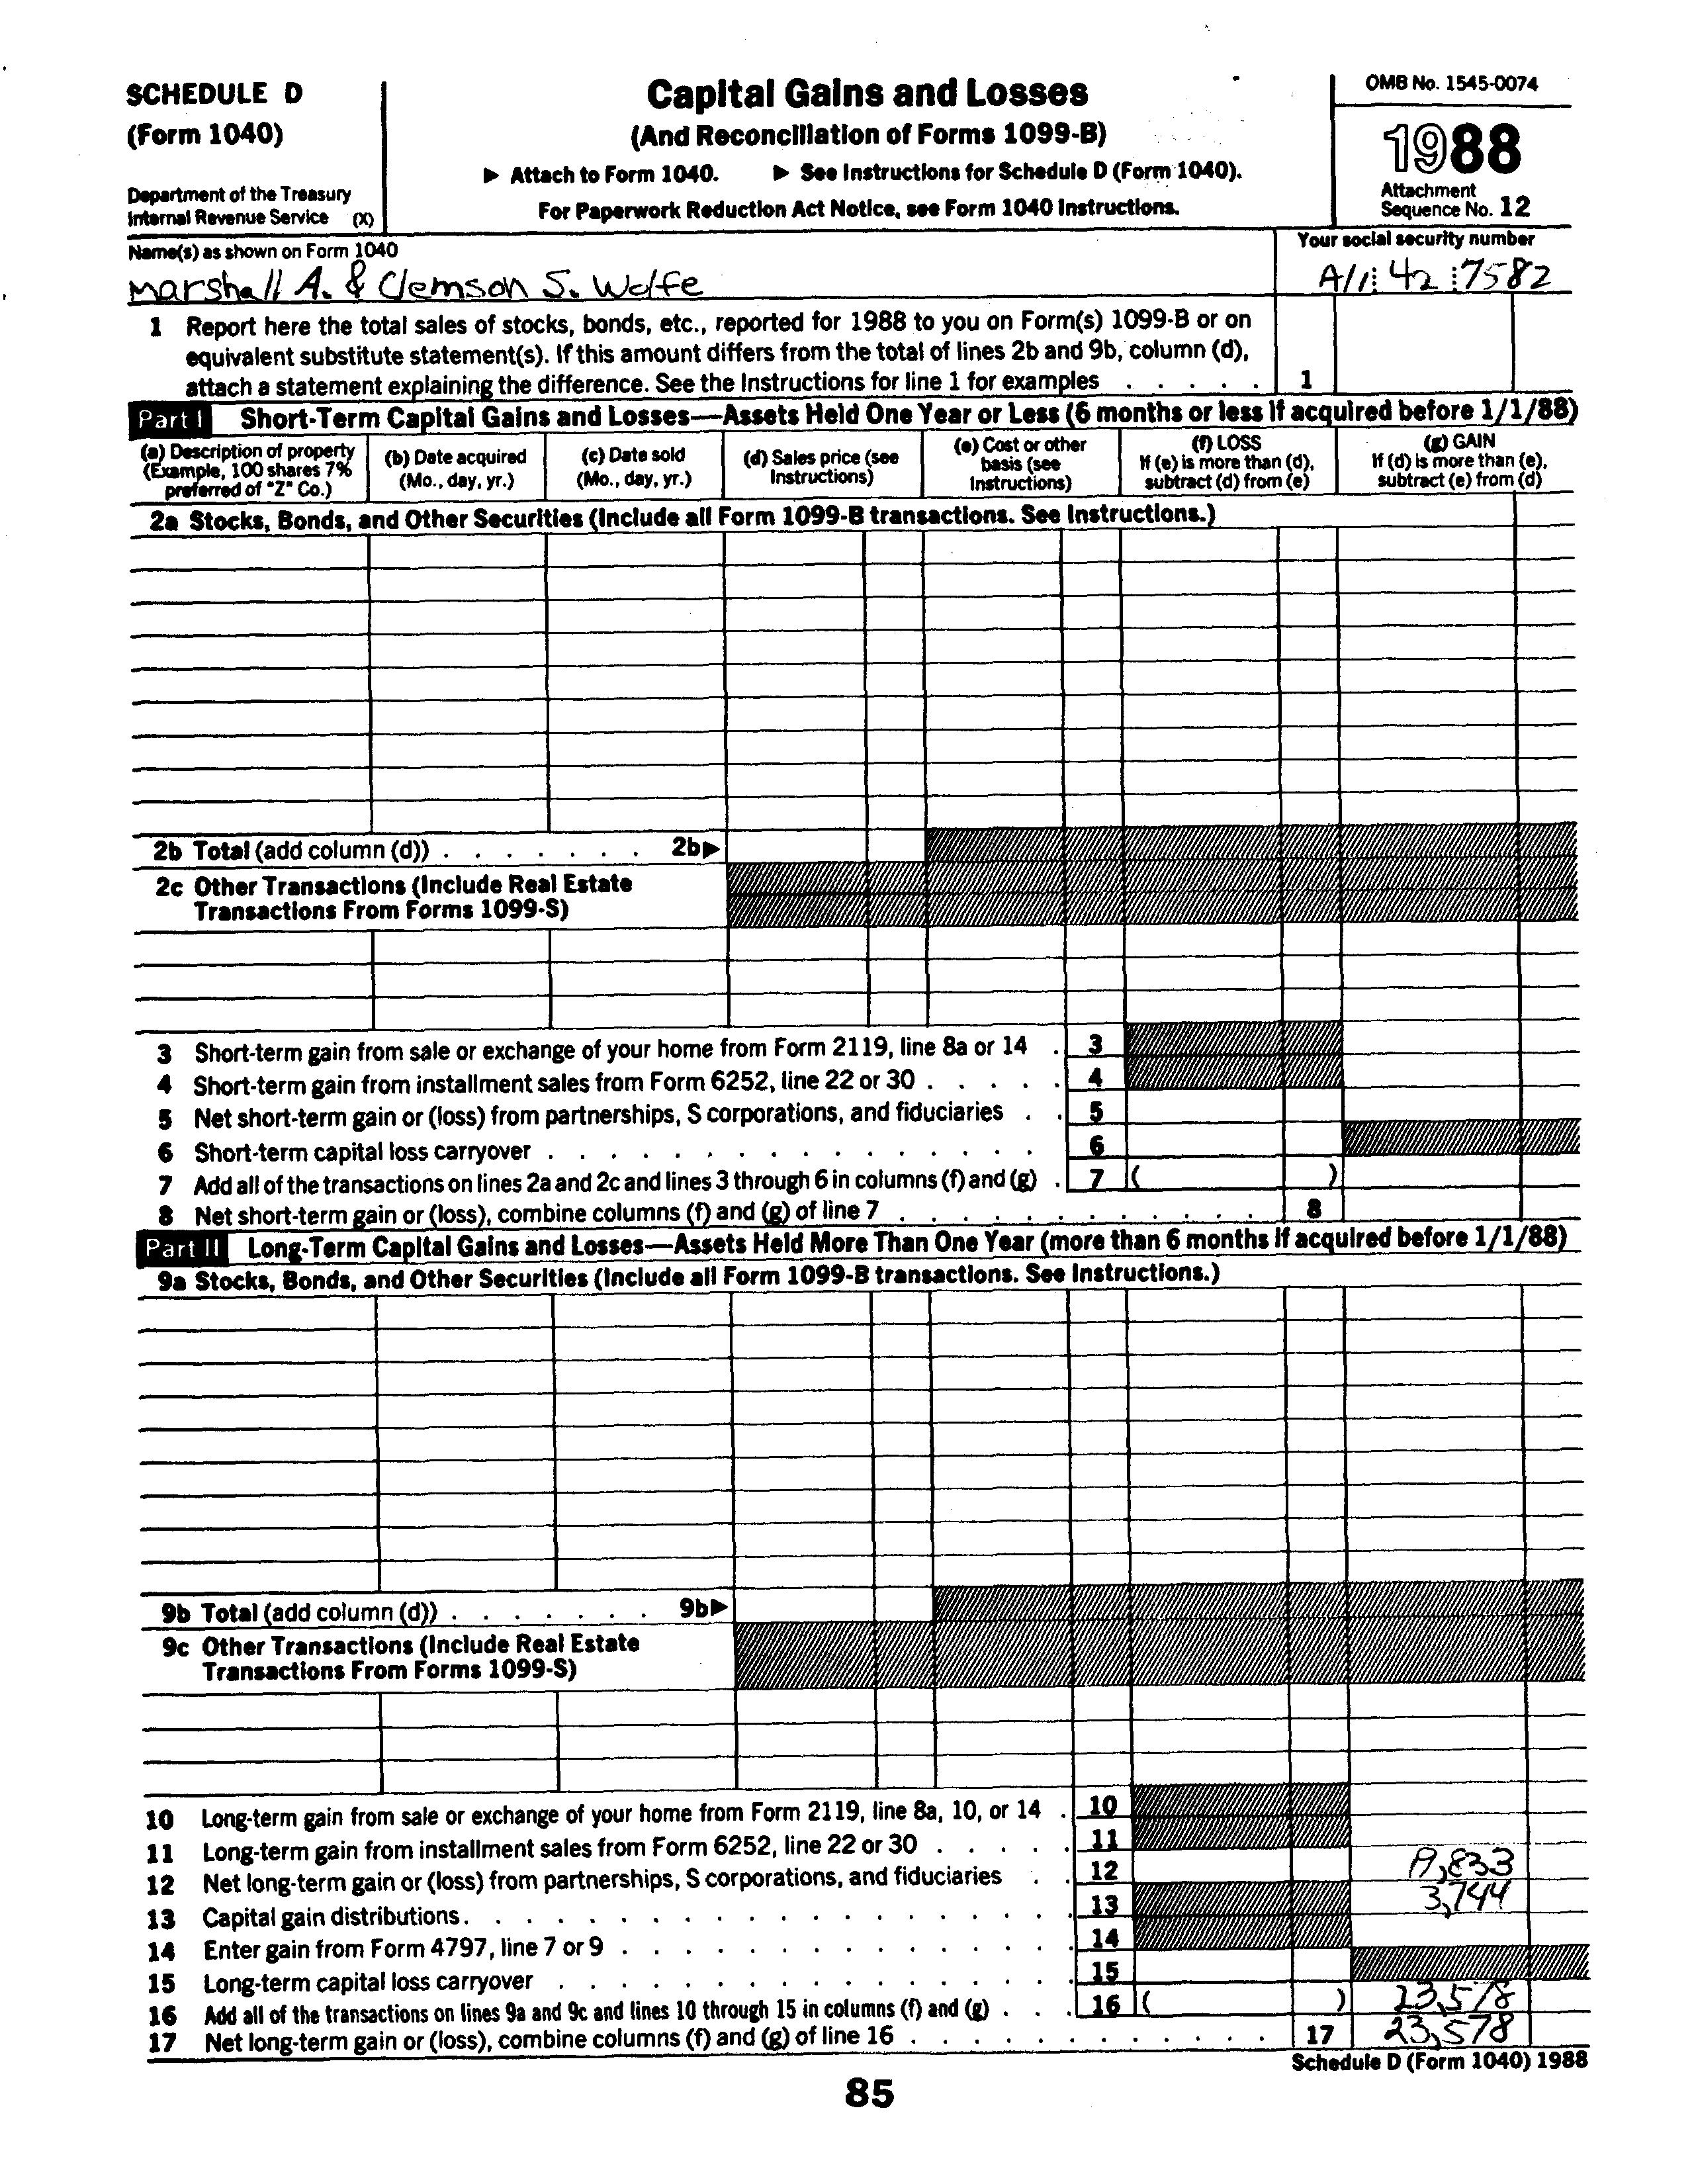 SCHEDULE D
(Form 1040)
Department of the Treasury
Internal Revenue Service (X)
Capital Gains and Losses
(And Reconciliation of Forms 1099-B)
▶ Attach to Form 1040. ▶ See Instructions for Schedule D (Form 1040).
For Paperwork Reduction Act Notice, see Form 1040 Instructions.
OMB No. 1545-0074
1988
Attachment
Sequence No. 12
Name(s) as shown on Form 1040
Marshall A. & Clemson S. Wolfe
Your social security number
A11 42 7582
1 Report here the total sales of stocks, bonds, etc., reported for 1988 to you on Form(s) 1099-B or on
equivalent substitute statement(s). If this amount differs from the total of lines 2b and 9b, column (d),
attach a statement explaining the difference. See the Instructions for line 1 for examples . . . . . 1
Part I Short-Term Capital Gains and Losses—Assets Held One Year or Less (6 months or less if acquired before 1/1/88)
(a) Description of property
(Example, 100 shares 7%
preferred of "Z" Co.)
(b) Date acquired
(Mo., day, yr.)
(c) Date sold
(Mo., day, yr.)
(d) Sales price (see
Instructions)
(e) Cost or other
basis (see
Instructions)
(f) LOSS
If (e) is more than (d),
subtract (d) from (e)
(g) GAIN
If (d) is more than (e),
subtract (e) from (d)
2a Stocks, Bonds, and Other Securities (Include all Form 1099-B transactions. See Instructions.)
2b Total (add column (d)) . . . . . . . 2b▶
2c Other Transactions (Include Real Estate
Transactions From Forms 1099-S)
3 Short-term gain from sale or exchange of your home from Form 2119, line 8a or 14 . 3
4 Short-term gain from installment sales from Form 6252, line 22 or 30 . . . . . 4
5 Net short-term gain or (loss) from partnerships, S corporations, and fiduciaries . . 5
6 Short-term capital loss carryover . . . . . . . . . . . . . . . 6
7 Add all of the transactions on lines 2a and 2c and lines 3 through 6 in columns (f) and (g) . 7 ( )
8 Net short-term gain or (loss), combine columns (f) and (g) of line 7 . . . . . . . . . . . . 8
Part II Long-Term Capital Gains and Losses—Assets Held More Than One Year (more than 6 months if acquired before 1/1/88)
9a Stocks, Bonds, and Other Securities (Include all Form 1099-B transactions. See Instructions.)
9b Total (add column (d)) . . . . . . . 9b▶
9c Other Transactions (Include Real Estate
Transactions From Forms 1099-S)
10 Long-term gain from sale or exchange of your home from Form 2119, line 8a, 10, or 14 . 10
11 Long-term gain from installment sales from Form 6252, line 22 or 30 . . . . . 11
12 Net long-term gain or (loss) from partnerships, S corporations, and fiduciaries . . 12
13 Capital gain distributions. . . . . . . . . . . . . . . . . . . 13 3,744
14 Enter gain from Form 4797, line 7 or 9 . . . . . . . . . . . . . 14
15 Long-term capital loss carryover . . . . . . . . . . . . . . . 15
16 Add all of the transactions on lines 9a and 9c and lines 10 through 15 in columns (f) and (g) . . . 16 ( ) 23,578
17 Net long-term gain or (loss), combine columns (f) and (g) of line 16 . . . . . . . . . . . . 17 23,578
Schedule D (Form 1040) 1988
85